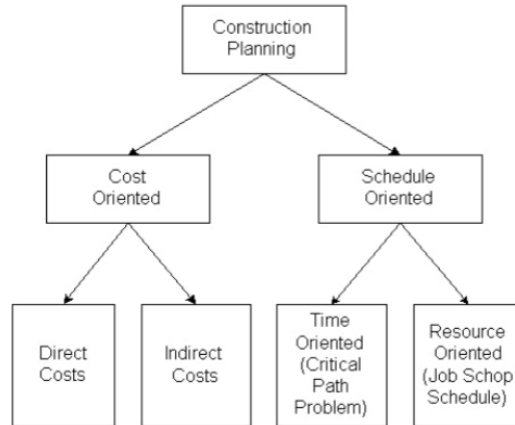 Construction
Planning
Cost
Oriented
Schedule
Oriented
Direct
Costs
Indirect
Costs
Time
Oriented
(Critical
Path
Problem)
Resource
Oriented
(Job Schop
Schedule)